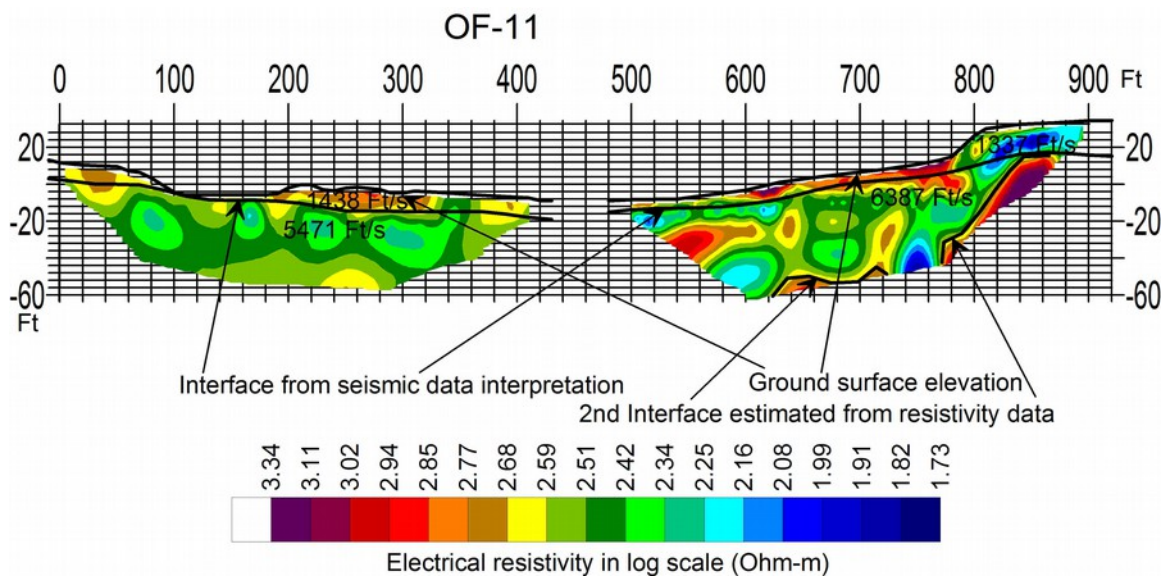 OF-11
0 100 200 300 400 500 600 700 800 900 Ft
20 20
1337 Ft/s
1438 Ft/s 6387 Ft/s
-20 5471 Ft/s -20
-60 -60
Ft
Interface from seismic data interpretation Ground surface elevation
2nd Interface estimated from resistivity data
3.34 3.11 3.02 2.94 2.85 2.77 2.68 2.59 2.51 2.42 2.34 2.25 2.16 2.08 1.99 1.91 1.82 1.73
Electrical resistivity in log scale (Ohm-m)